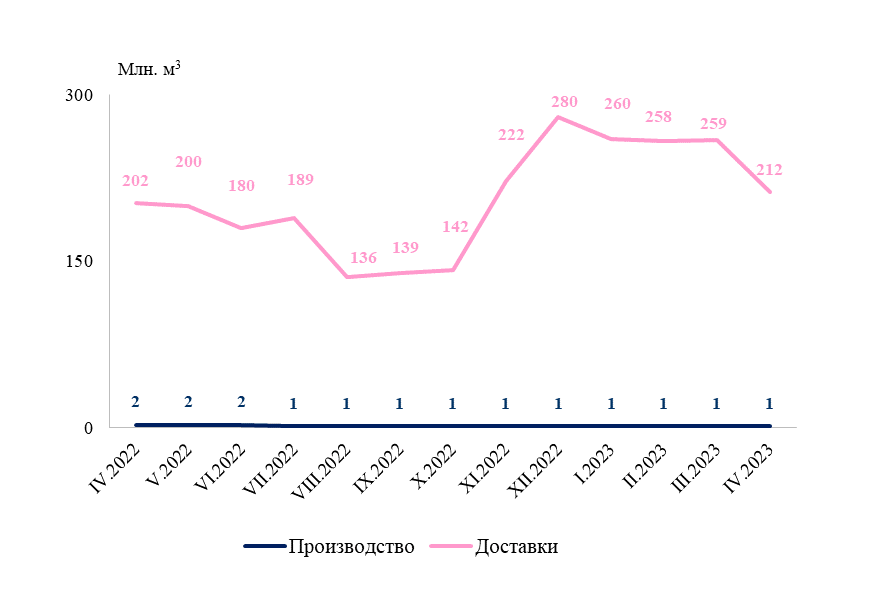 Млн. м³
300
150
0
202
200
180
189
136
139
142
222
280
260
258
259
212
2
2
2
1
1
1
1
1
1
1
1
1
1
IV.2022
V.2022
VI.2022
VII.2022
VIII.2022
IX.2022
X.2022
XI.2022
XII.2022
I.2023
II.2023
III.2023
IV.2023
Производство
Доставки